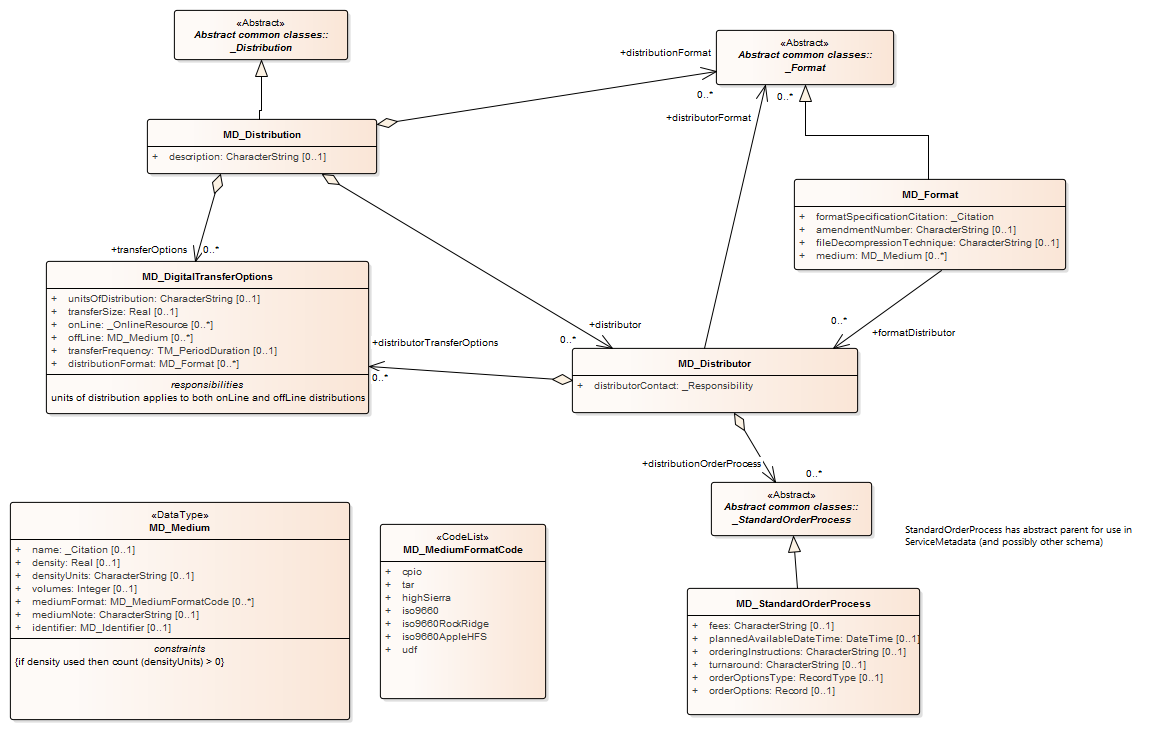 «Abstract»
Abstract common classes::
_Distribution
+distributionFormat
«Abstract»
Abstract common classes::
_Format
0..*
0..*
+distributorFormat
MD_Distribution
+ description: CharacterString [0..1]
MD_Format
+ formatSpecificationCitation: _Citation
+ amendmentNumber: CharacterString [0..1]
+ fileDecompressionTechnique: CharacterString [0..1]
+ medium: MD_Medium [0..*]
+transferOptions
0..*
MD_DigitalTransferOptions
+ unitsOfDistribution: CharacterString [0..1]
+ transferSize: Real [0..1]
+ onLine: _OnlineResource [0..*]
+ offLine: MD_Medium [0..*]
+ transferFrequency: TM_PeriodDuration [0..1]
+ distributionFormat: MD_Format [0..*]
responsibilities
units of distribution applies to both onLine and offLine distributions
+distributor
0..*
0..*
+formatDistributor
+distributorTransferOptions
0..*
MD_Distributor
+ distributorContact: _Responsibility
+distributionOrderProcess
0..*
«Abstract»
Abstract common classes::
_StandardOrderProcess
StandardOrderProcess has abstract parent for use in
ServiceMetadata (and possibly other schema)
«DataType»
MD_Medium
+ name: _Citation [0..1]
+ density: Real [0..1]
+ densityUnits: CharacterString [0..1]
+ volumes: Integer [0..1]
+ mediumFormat: MD_MediumFormatCode [0..*]
+ mediumNote: CharacterString [0..1]
+ identifier: MD_Identifier [0..1]
constraints
{if density used then count (densityUnits) > 0}
«CodeList»
MD_MediumFormatCode
+ cpio
+ tar
+ highSierra
+ iso9660
+ iso9660RockRidge
+ iso9660AppleHFS
+ udf
MD_StandardOrderProcess
+ fees: CharacterString [0..1]
+ plannedAvailableDateTime: DateTime [0..1]
+ orderingInstructions: CharacterString [0..1]
+ turnaround: CharacterString [0..1]
+ orderOptionsType: RecordType [0..1]
+ orderOptions: Record [0..1]